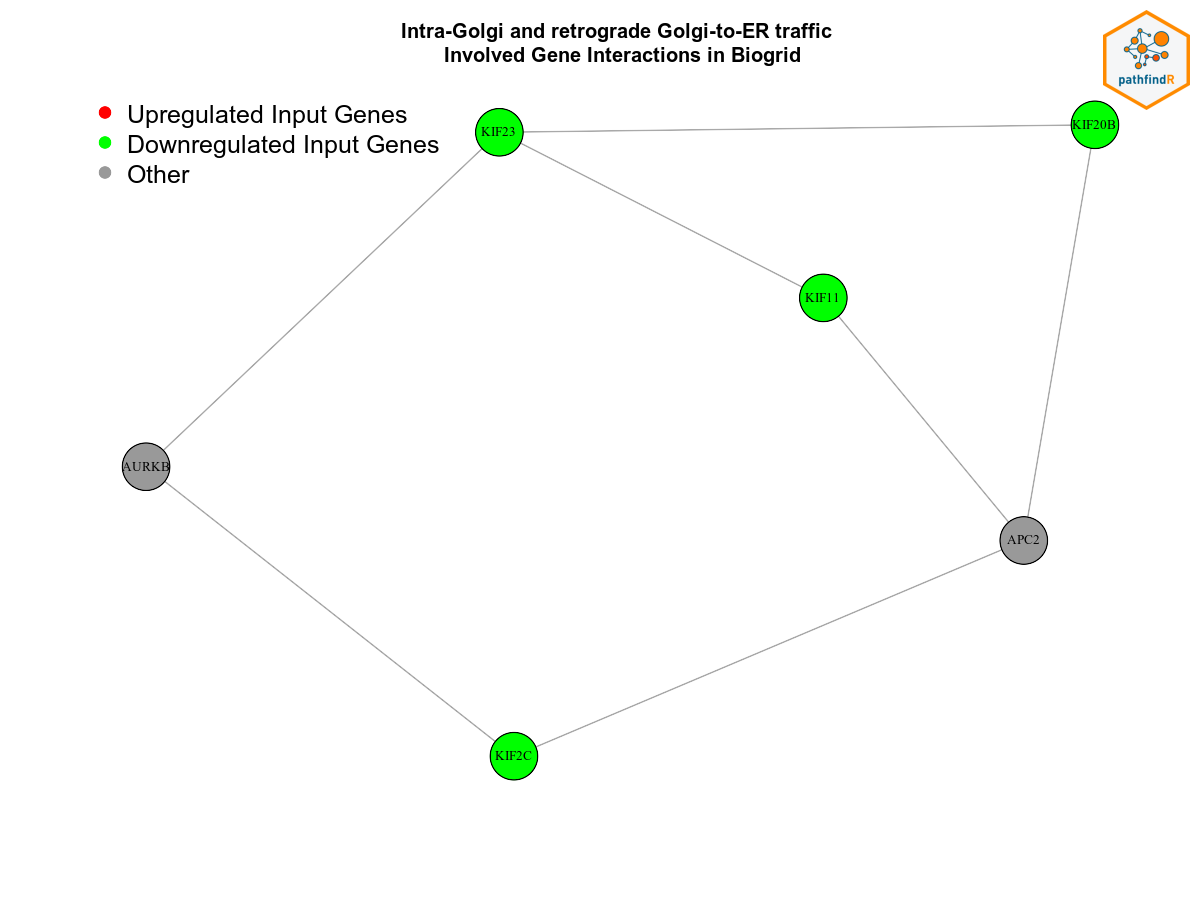 Intra-Golgi and retrograde Golgi-to-ER traffic
Involved Gene Interactions in Biogrid
pathfindR
Upregulated Input Genes
Downregulated Input Genes
Other
KIF23
KIF20B
KIF11
AURKB
APC2
KIF2C